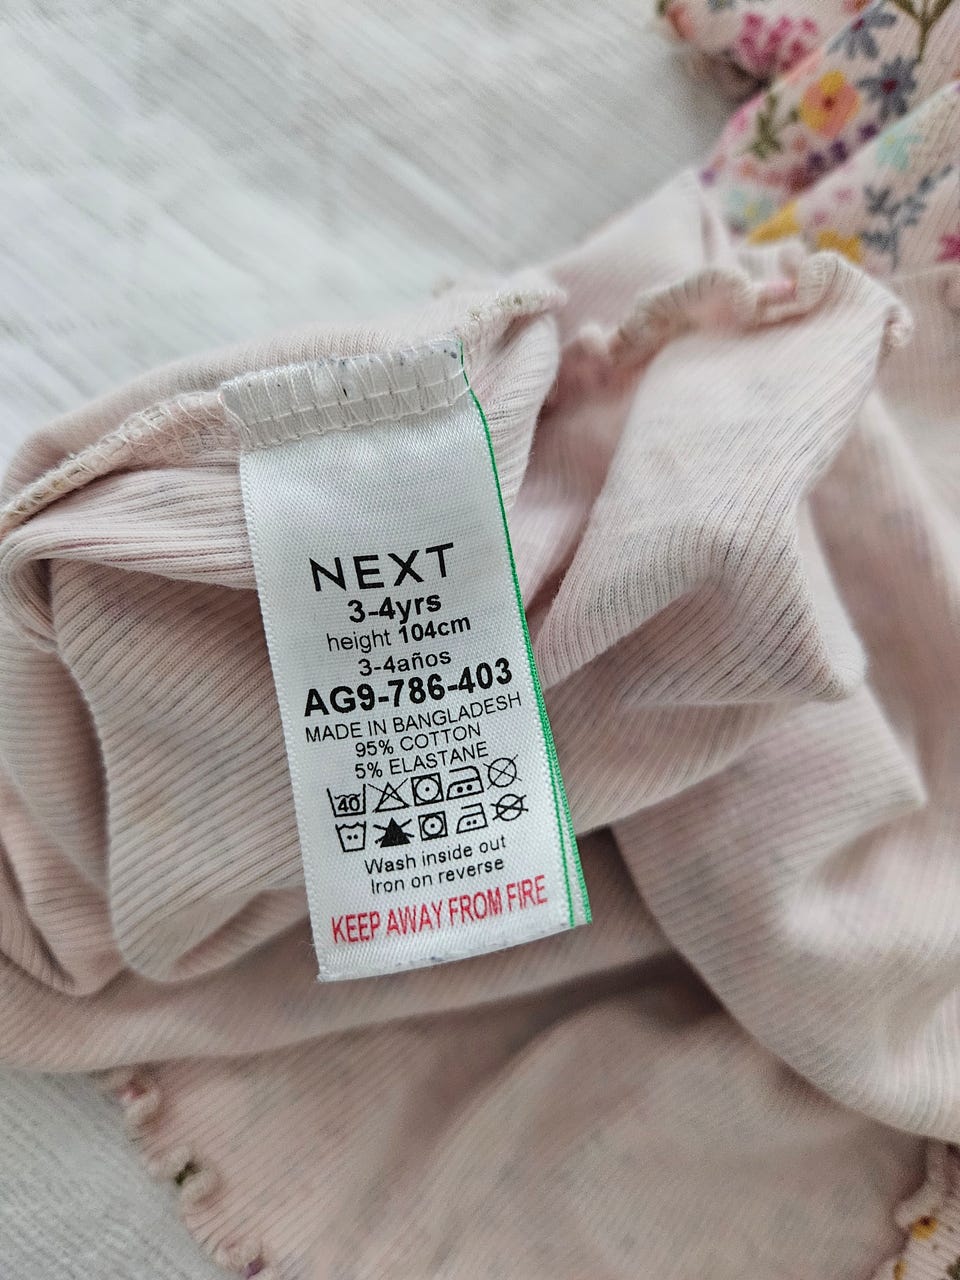 NEXT
3-4yrs
height 104cm
3-4años
AG9-786-403
MADE IN BANGLADESH
95% COTTON
5% ELASTANE
40
Wash inside out
Iron on reverse
KEEP AWAY FROM FIRE